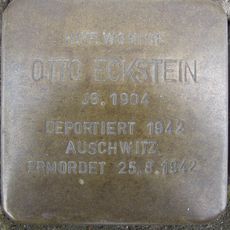 HIER WOHNTE
OTTO ECKSTEIN
JG. 1904
DEPORTIERT 1942
AUSCHWITZ
ERMORDET 25.8.1942